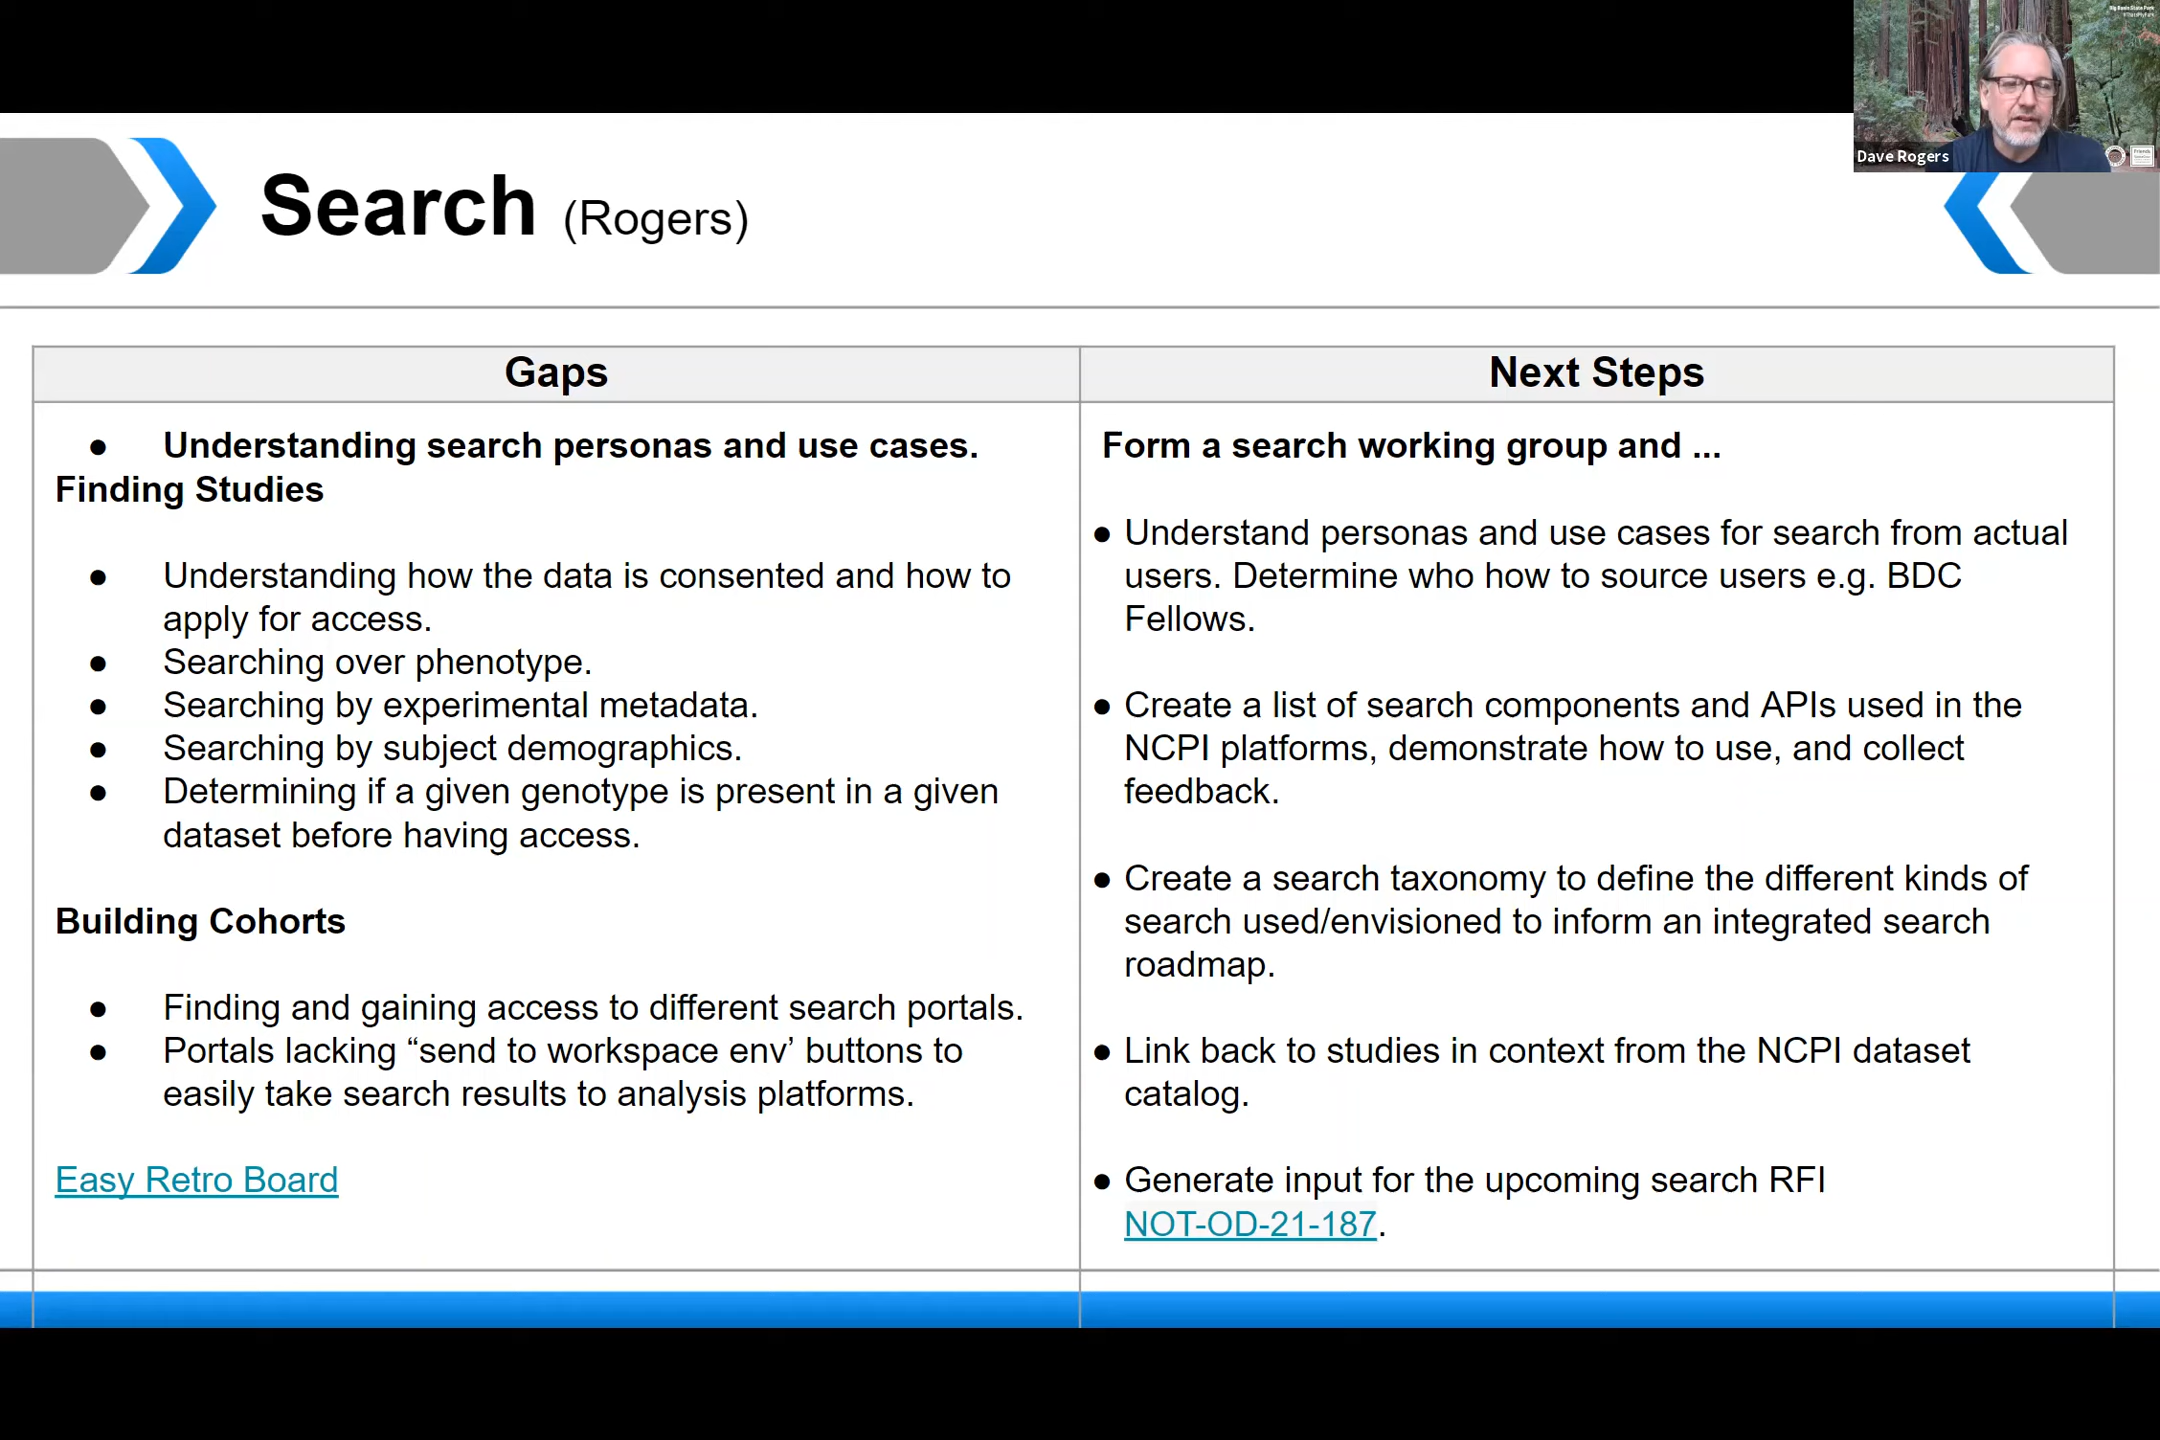 Big Basin State Park
Dave Rogers
Search (Rogers)
Gaps
Next Steps
● Understanding search personas and use cases.
Finding Studies
● Understanding how the data is consented and how to
apply for access.
● Searching over phenotype.
● Searching by experimental metadata.
● Searching by subject demographics.
● Determining if a given genotype is present in a given
dataset before having access.
Building Cohorts
● Finding and gaining access to different search portals.
● Portals lacking “send to workspace env’ buttons to
easily take search results to analysis platforms.
Easy Retro Board
Form a search working group and ...
● Understand personas and use cases for search from actual
users. Determine who how to source users e.g. BDC
Fellows.
● Create a list of search components and APIs used in the
NCPI platforms, demonstrate how to use, and collect
feedback.
● Create a search taxonomy to define the different kinds of
search used/envisioned to inform an integrated search
roadmap.
● Link back to studies in context from the NCPI dataset
catalog.
● Generate input for the upcoming search RFI
NOT-OD-21-187.